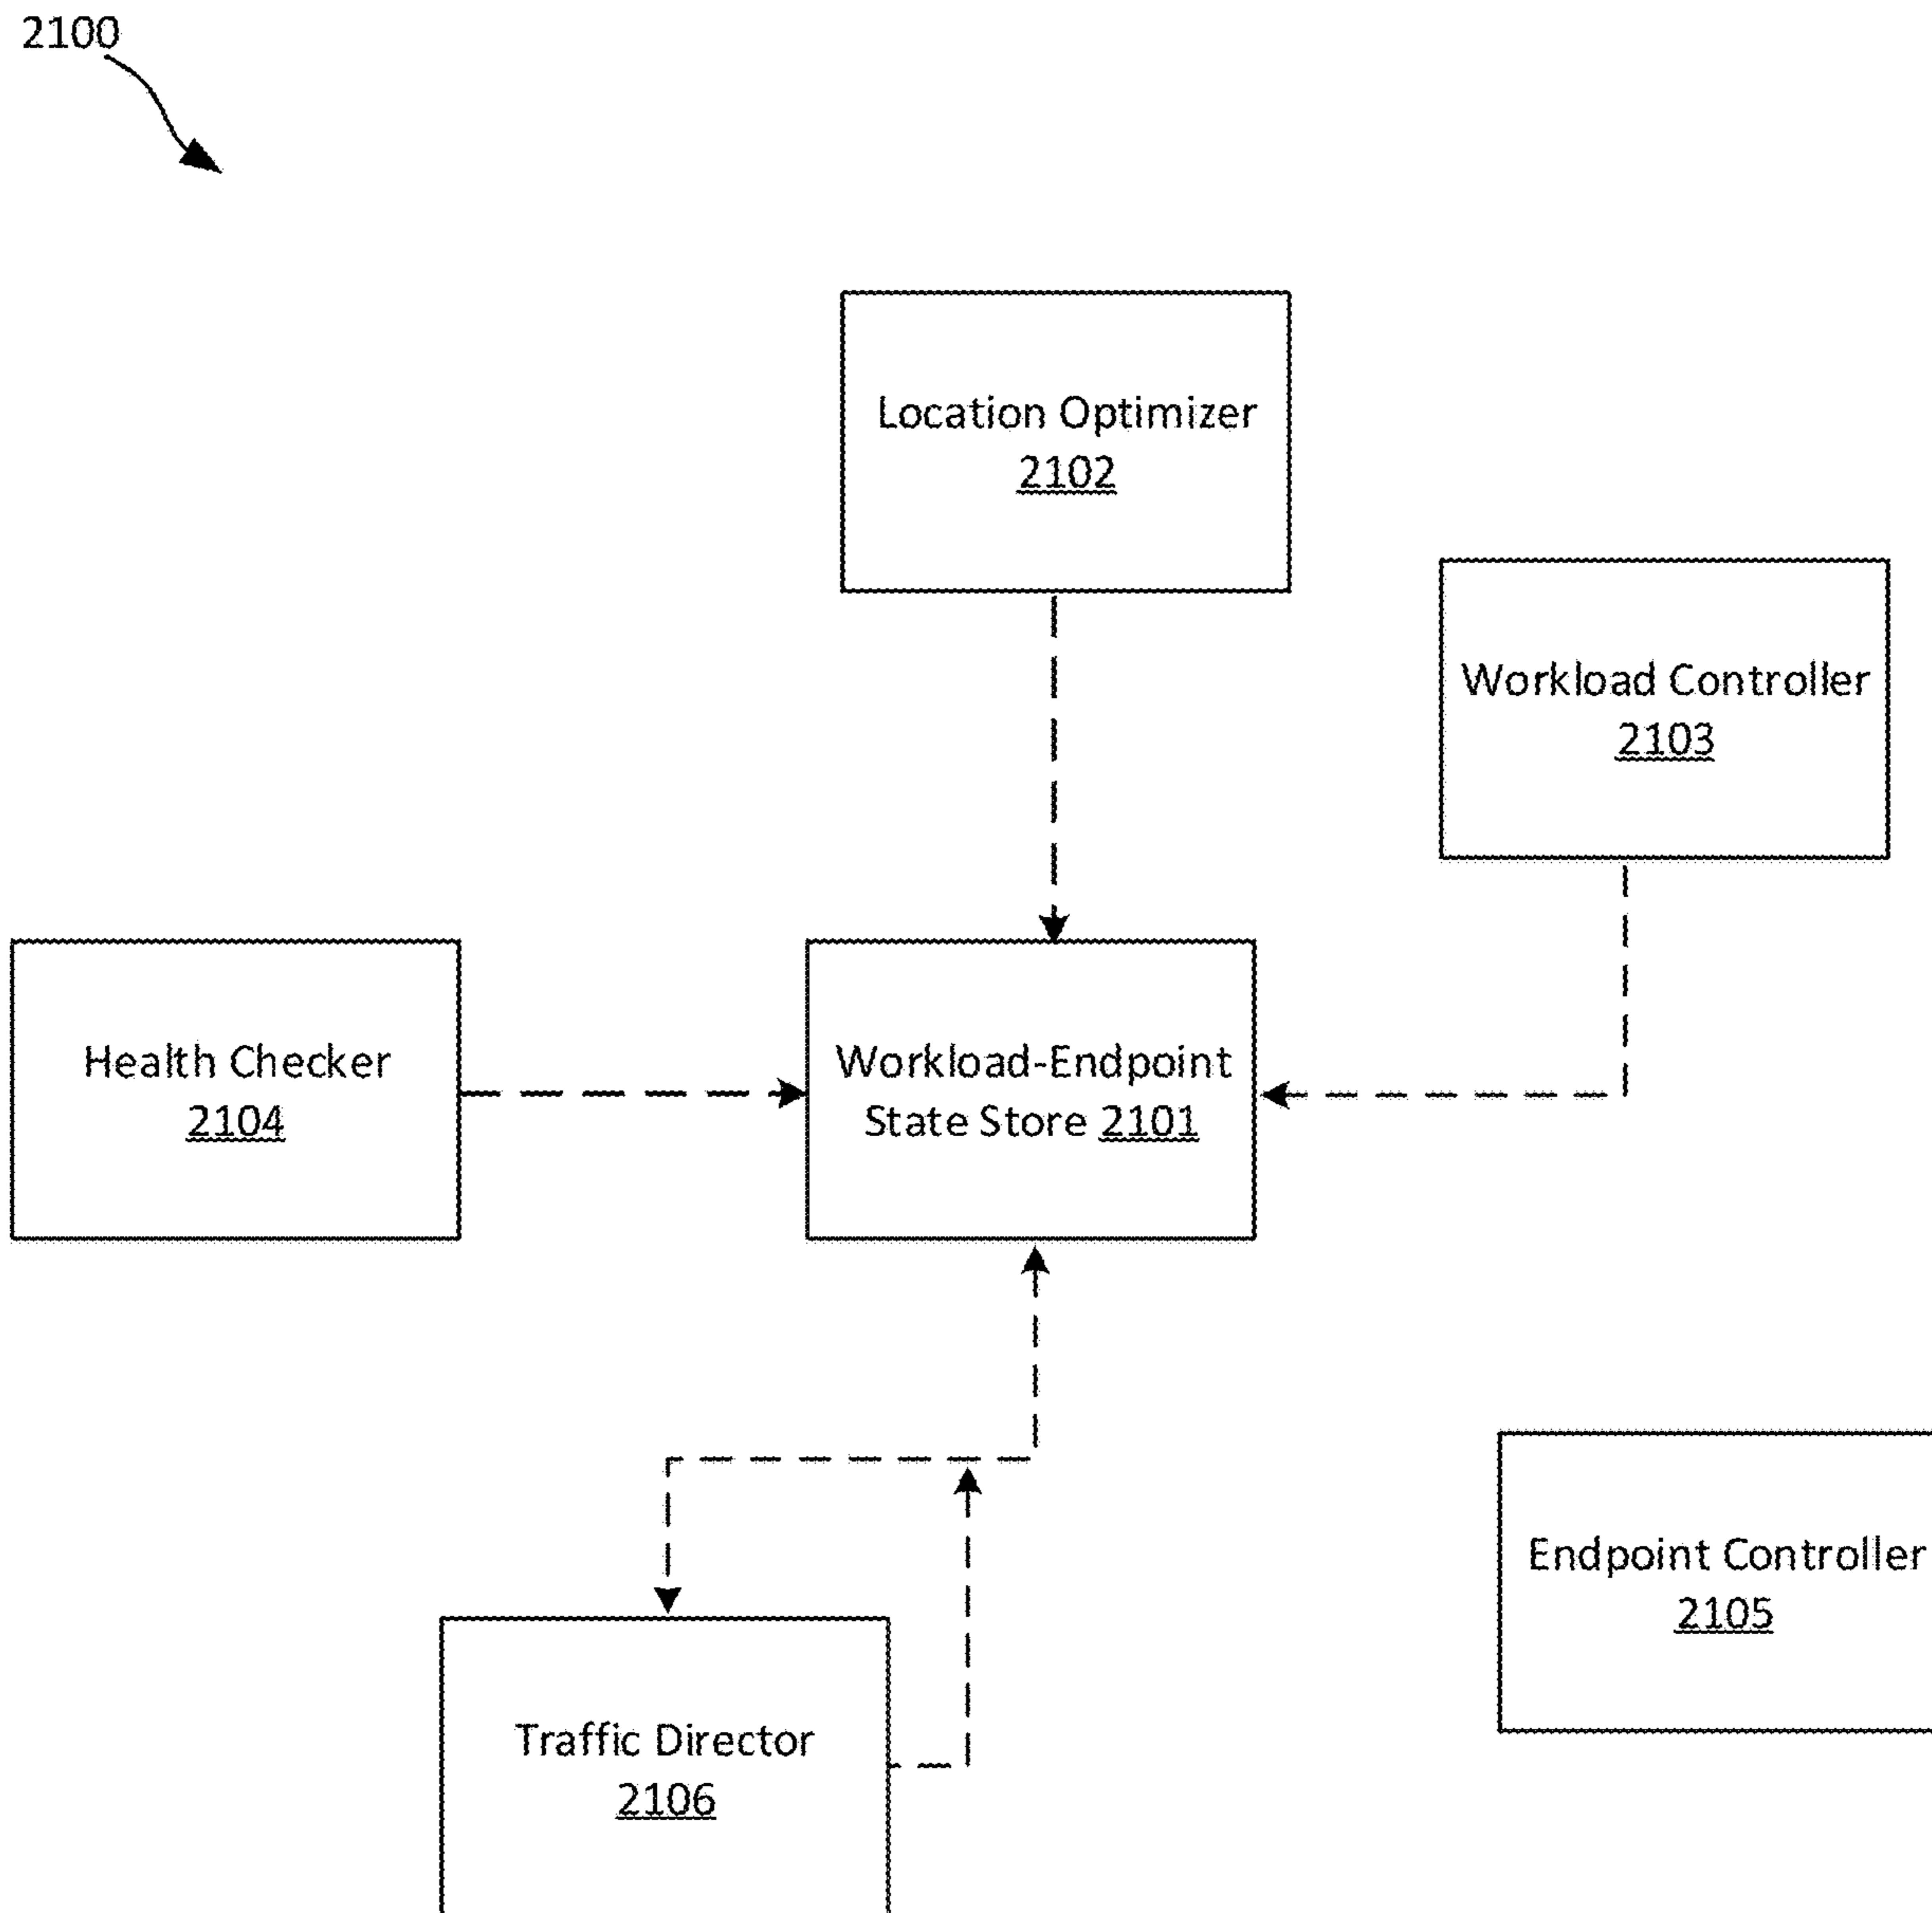 2100
Location Optimizer
2102
Workload Controller
2103
Health Checker
2104
Workload-Endpoint
State Store 2101
Endpoint Controller
2105
Traffic Director
2106